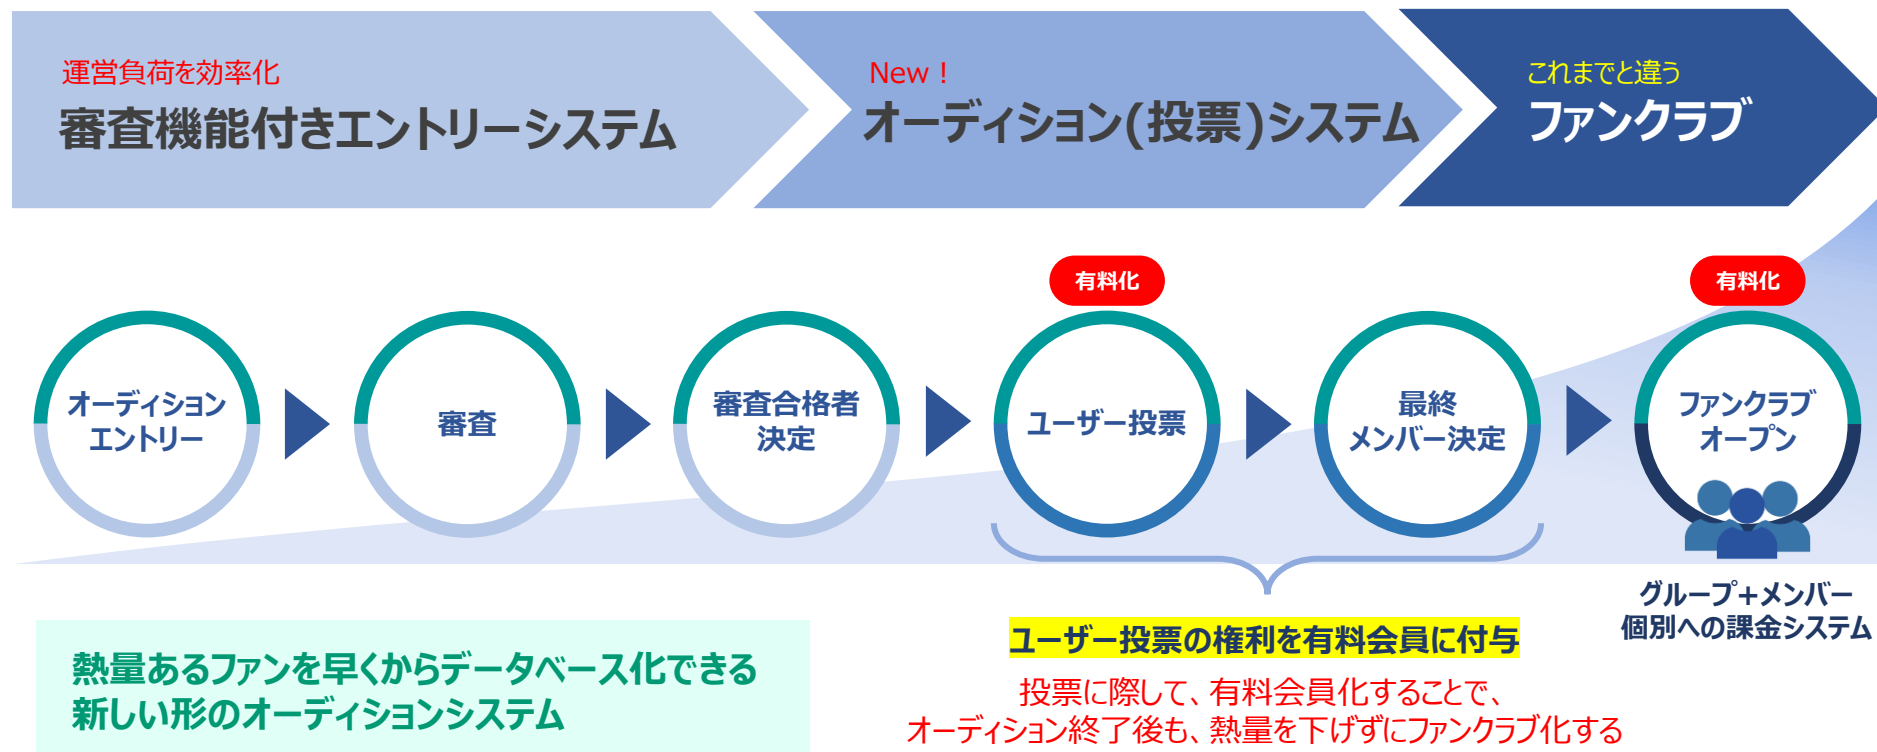 運営負荷を効率化
審査機能付きエントリーシステム
New！
オーディション(投票)システム
これまでと違う
ファンクラブ
有料化
有料化
オーディション
エントリー
審査
審査合格者
決定
ユーザー投票
最終
メンバー決定
ファンクラブ
オープン
グループ+メンバー
個別への課金システム
ユーザー投票の権利を有料会員に付与
投票に際して、有料会員化することで、
オーディション終了後も、熱量を下げずにファンクラブ化する
熱量あるファンを早くからデータベース化できる
新しい形のオーディションシステム